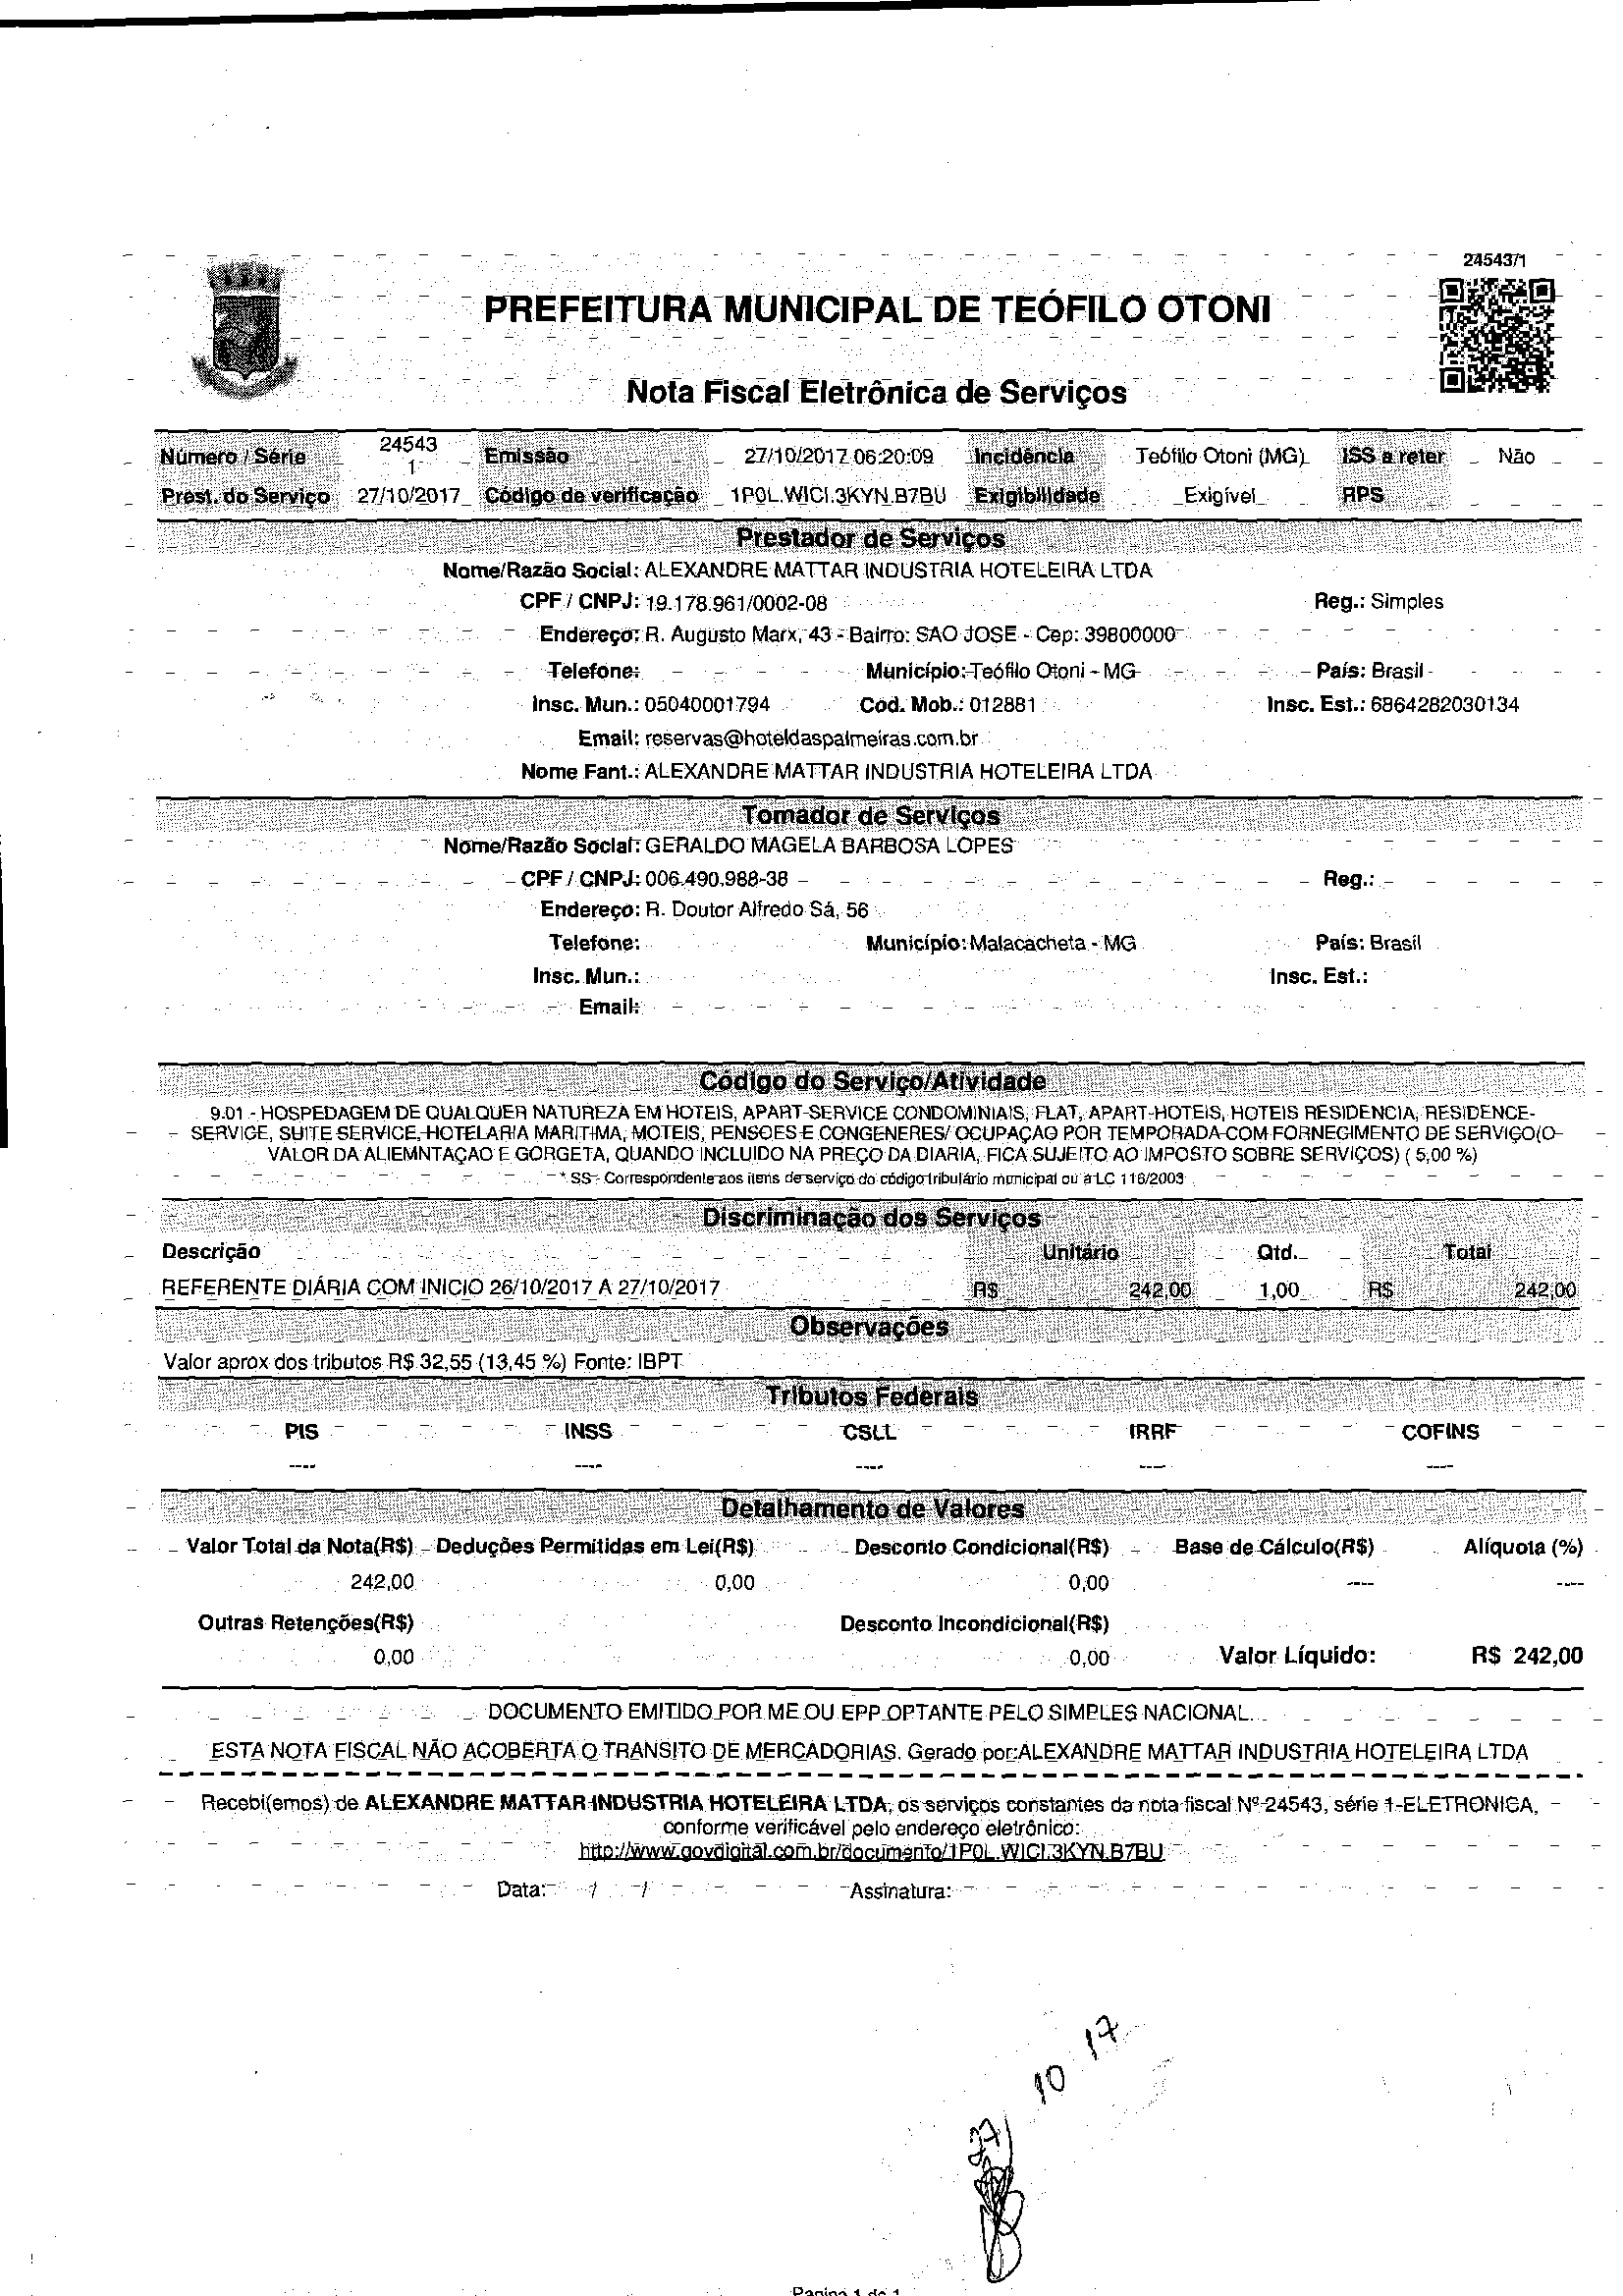 24543/1
PREFEITURA MUNICIPAL DE TEÓFILO OTONI
Nota Fiscal Eletrônica de Serviços
Número / Série 24543 1 Emissão 27/10/2017 06:20:09 Incidência Teófilo Otoni (MG) ISS a reter Não
Prest. do Serviço 27/10/2017 Código de verificação 1P0L.WICI.3KYN.B7BU Exigibilidade Exigível RPS
Prestador de Serviços
Nome/Razão Social: ALEXANDRE MATTAR INDUSTRIA HOTELEIRA LTDA
CPF / CNPJ: 19.178.961/0002-08 Reg.: Simples
Endereço: R. Augusto Marx, 43 - Bairro: SAO JOSE - Cep: 39800000
Telefone: Município: Teófilo Otoni - MG País: Brasil
Insc. Mun.: 05040001794 Cód. Mob.: 012881 Insc. Est.: 6864282030134
Email: reservas@hoteldaspalmeiras.com.br
Nome Fant.: ALEXANDRE MATTAR INDUSTRIA HOTELEIRA LTDA
Tomador de Serviços
Nome/Razão Social: GERALDO MAGELA BARBOSA LOPES
CPF / CNPJ: 006.490.988-38 Reg.: -
Endereço: R. Doutor Alfredo Sá, 56
Telefone: Município: Malacacheta - MG País: Brasil
Insc. Mun.: Insc. Est.:
Email:
Código do Serviço/Atividade
9.01 - HOSPEDAGEM DE QUALQUER NATUREZA EM HOTEIS, APART-SERVICE CONDOMINIAIS, FLAT, APART-HOTEIS, HOTEIS RESIDENCIA, RESIDENCE-
SERVICE, SUITE SERVICE, HOTELARIA MARITIMA, MOTEIS, PENSOES E CONGENERES/ OCUPAÇAO POR TEMPORADA COM FORNECIMENTO DE SERVIÇO(O
VALOR DA ALIEMNTAÇAO E GORGETA, QUANDO INCLUIDO NA PREÇO DA DIARIA, FICA SUJEITO AO IMPOSTO SOBRE SERVIÇOS) ( 5,00 %)
* SS - Correspondente aos itens de serviço do código tributário municipal ou à LC 116/2003
Discriminação dos Serviços
Descrição Unitário Qtd. Total
REFERENTE DIÁRIA COM INICIO 26/10/2017 A 27/10/2017 R$ 242,00 1,00 R$ 242,00
Observações
Valor aprox dos tributos R$ 32,55 (13,45 %) Fonte: IBPT
Tributos Federais
PIS INSS CSLL IRRF COFINS
---- ---- ---- ---- ----
Detalhamento de Valores
Valor Total da Nota(R$) Deduções Permitidas em Lei(R$) Desconto Condicional(R$) Base de Cálculo(R$) Alíquota (%)
242,00 0,00 0,00 ---- ----
Outras Retenções(R$) Desconto Incondicional(R$)
0,00 0,00 Valor Líquido: R$ 242,00
DOCUMENTO EMITIDO POR ME OU EPP OPTANTE PELO SIMPLES NACIONAL.
ESTA NOTA FISCAL NÃO ACOBERTA O TRANSITO DE MERCADORIAS. Gerado por:ALEXANDRE MATTAR INDUSTRIA HOTELEIRA LTDA
Recebi(emos) de ALEXANDRE MATTAR INDUSTRIA HOTELEIRA LTDA, os serviços constantes da nota fiscal Nº 24543, série 1-ELETRONICA,
conforme verificável pelo endereço eletrônico:
http://www.govdigital.com.br/documento/1P0L.WICI.3KYN.B7BU
Data: / / Assinatura:
10 17
Pagina 1 de 1